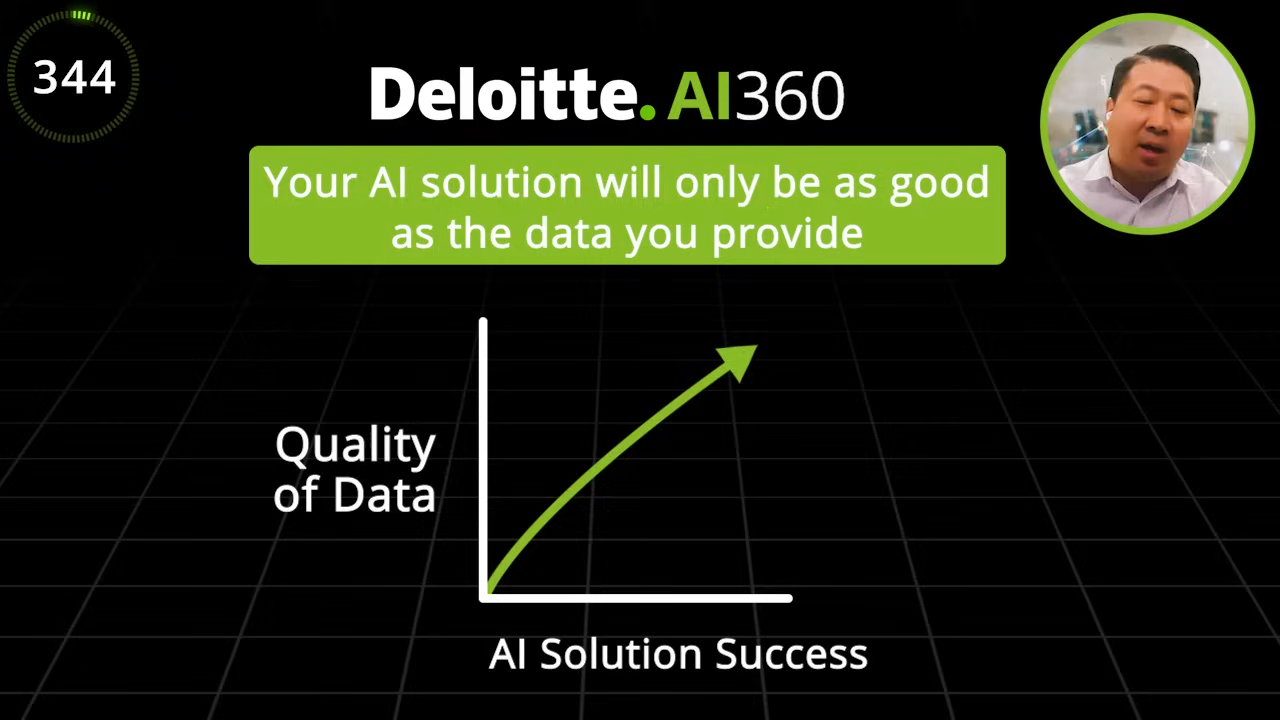 344
Deloitte. AI360
Your AI solution will only be as good
as the data you provide
Quality
of Data
AI Solution Success